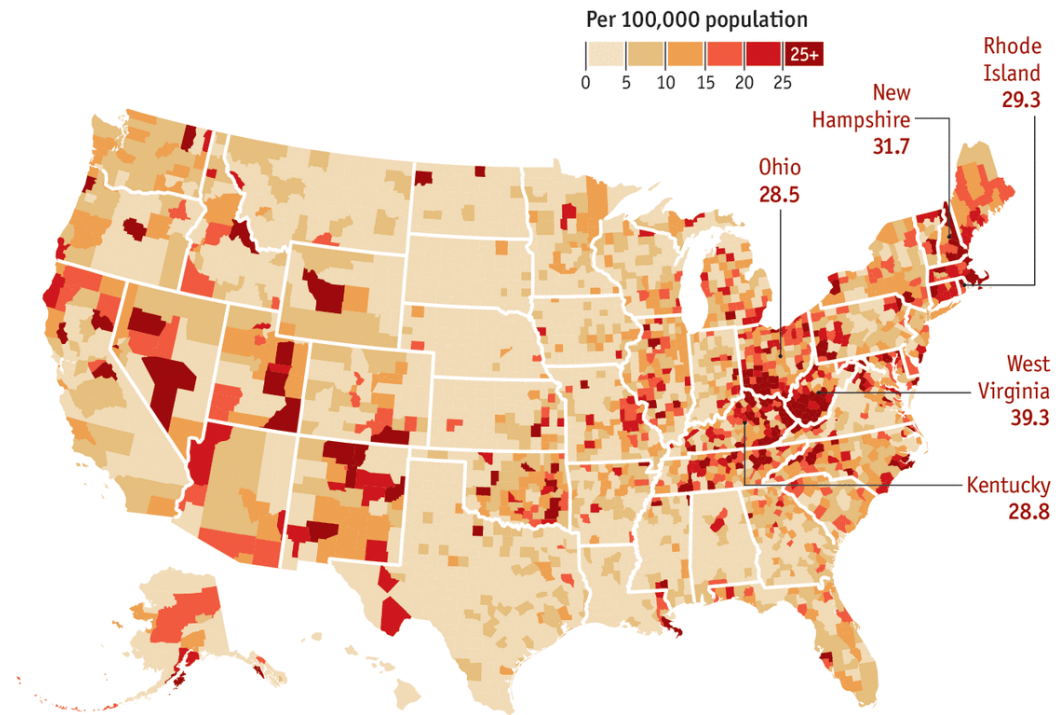 Per 100,000 population
25+
0 5 10 15 20 25
Rhode
Island
29.3
New
Hampshire
31.7
Ohio
28.5
West
Virginia
39.3
Kentucky
28.8